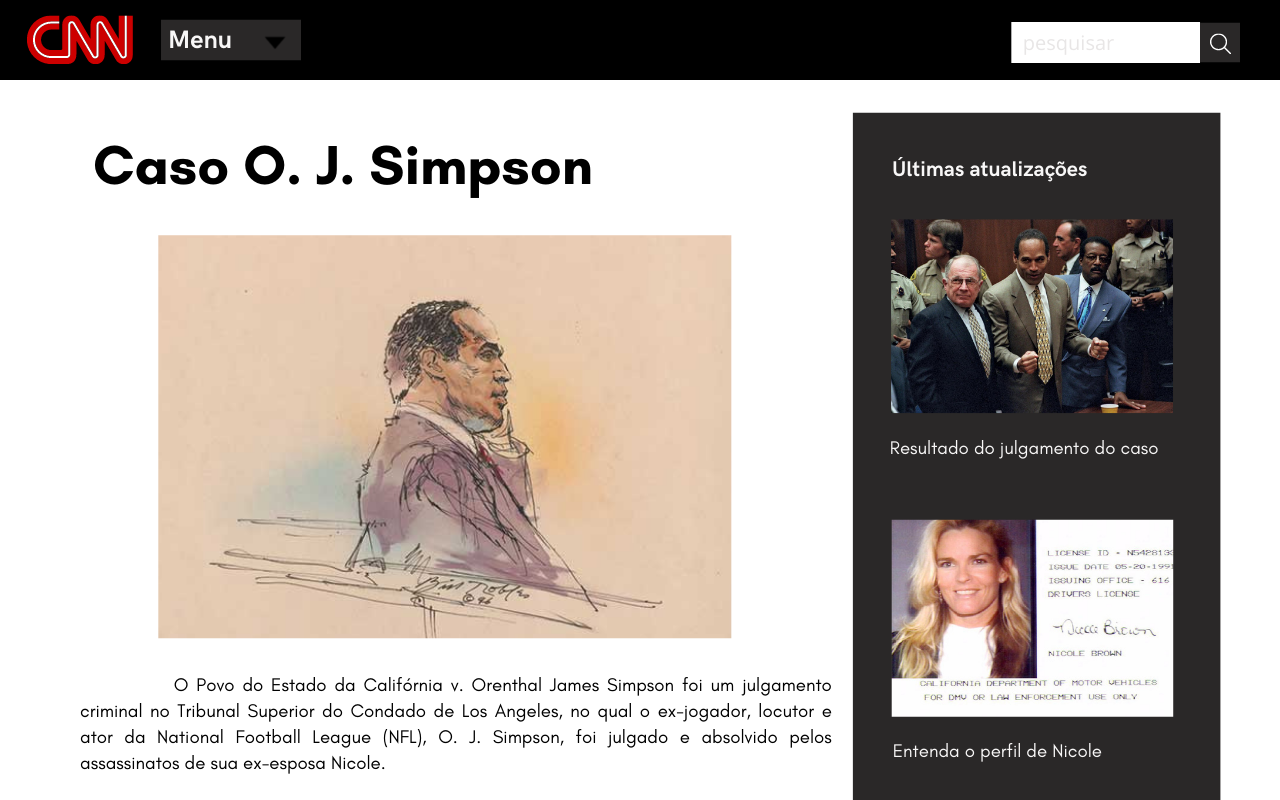 CNN
Menu
pesquisar
Caso O. J. Simpson
Bill Robles
© 96
O Povo do Estado da Califórnia v. Orenthal James Simpson foi um julgamento
criminal no Tribunal Superior do Condado de Los Angeles, no qual o ex-jogador, locutor e
ator da National Football League (NFL), O. J. Simpson, foi julgado e absolvido pelos
assassinatos de sua ex-esposa Nicole.
Últimas atualizações
Resultado do julgamento do caso
LICENSE ID - N542813
ISSUE DATE 05-20-199
ISSUING OFFICE - 616
DRIVERS LICENSE
Nicole Brown
NICOLE BROWN
CALIFORNIA DEPARTMENT OF MOTOR VEHICLES
FOR DMV OR LAW ENFORCEMENT USE ONLY
Entenda o perfil de Nicole